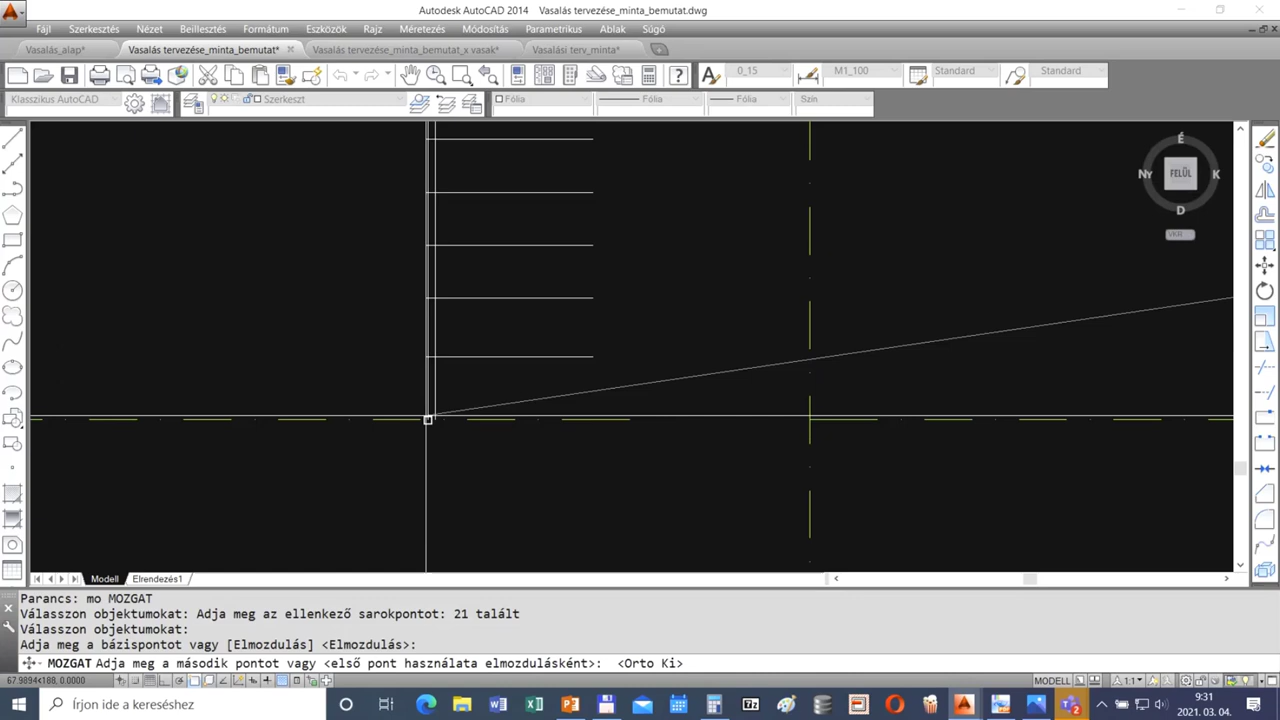 Autodesk AutoCAD 2014 Vasalás tervezése_minta_bemutat.dwg
Fájl Szerkesztés Nézet Beillesztés Formátum Eszközök Rajz Méretezés Módosítás Parametrikus Ablak Súgó
Vasalás_alap* Vasalás tervezése_minta_bemutat* Vasalás tervezése_minta_bemutat_x vasak* Vasalási terv_minta*
0_15 M1_100 Standard Standard
Klasszikus AutoCAD Szerkeszt Fólia Fólia Fólia Szín
É
NY FELÜL K
D
VKR
Modell Elrendezés1
Parancs: mo MOZGAT
Válasszon objektumokat: Adja meg az ellenkező sarokpontot: 21 talált
Válasszon objektumokat:
Adja meg a bázispontot vagy [Elmozdulás] <Elmozdulás>:
MOZGAT Adja meg a második pontot vagy <első pont használata elmozdulásként>: <Orto Ki>
67.9894<188, 0.0000 MODELL 1:1
Írjon ide a kereséshez 9:31
2021. 03. 04.